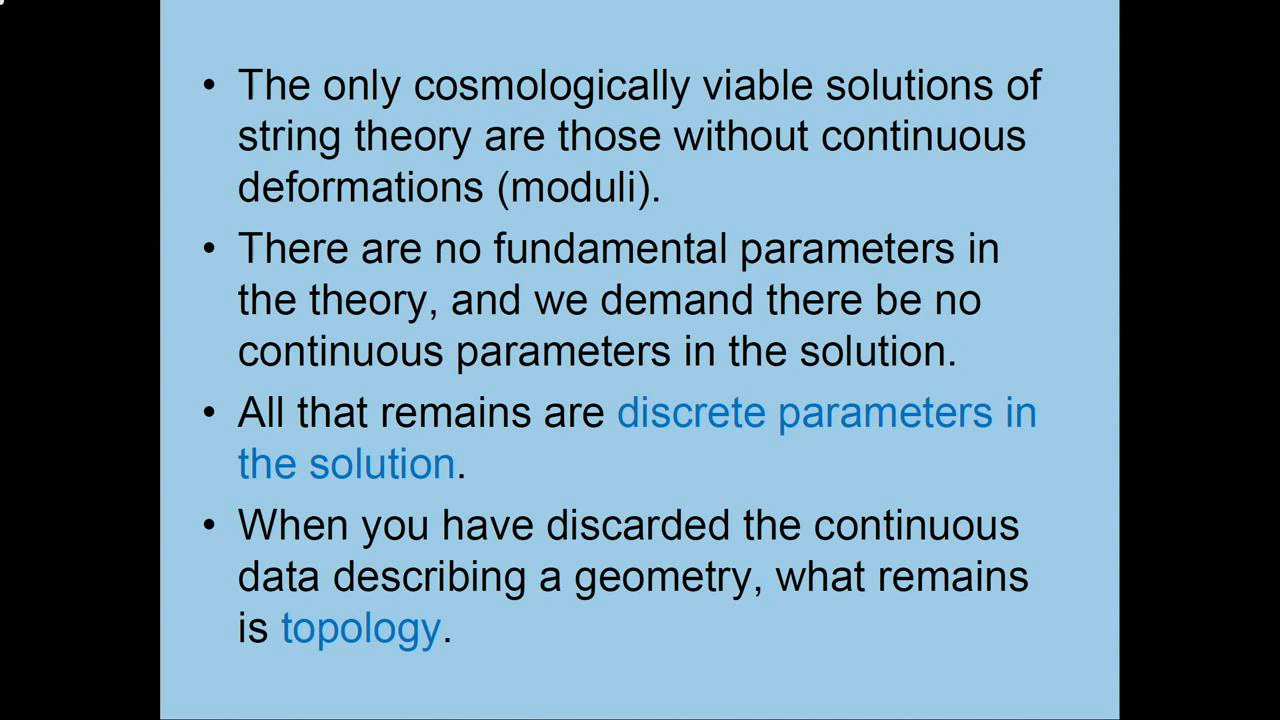 • The only cosmologically viable solutions of
string theory are those without continuous
deformations (moduli).
• There are no fundamental parameters in
the theory, and we demand there be no
continuous parameters in the solution.
• All that remains are discrete parameters in
the solution.
• When you have discarded the continuous
data describing a geometry, what remains
is topology.